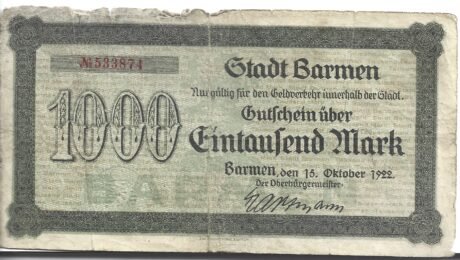 №533874
Stadt Barmen
Nur gültig für den Geldverkehr innerhalb der Stadt.
Gutschein über
1000
Eintausend Mark
Barmen, den 15. Oktober 1922.
Der Oberbürgermeister